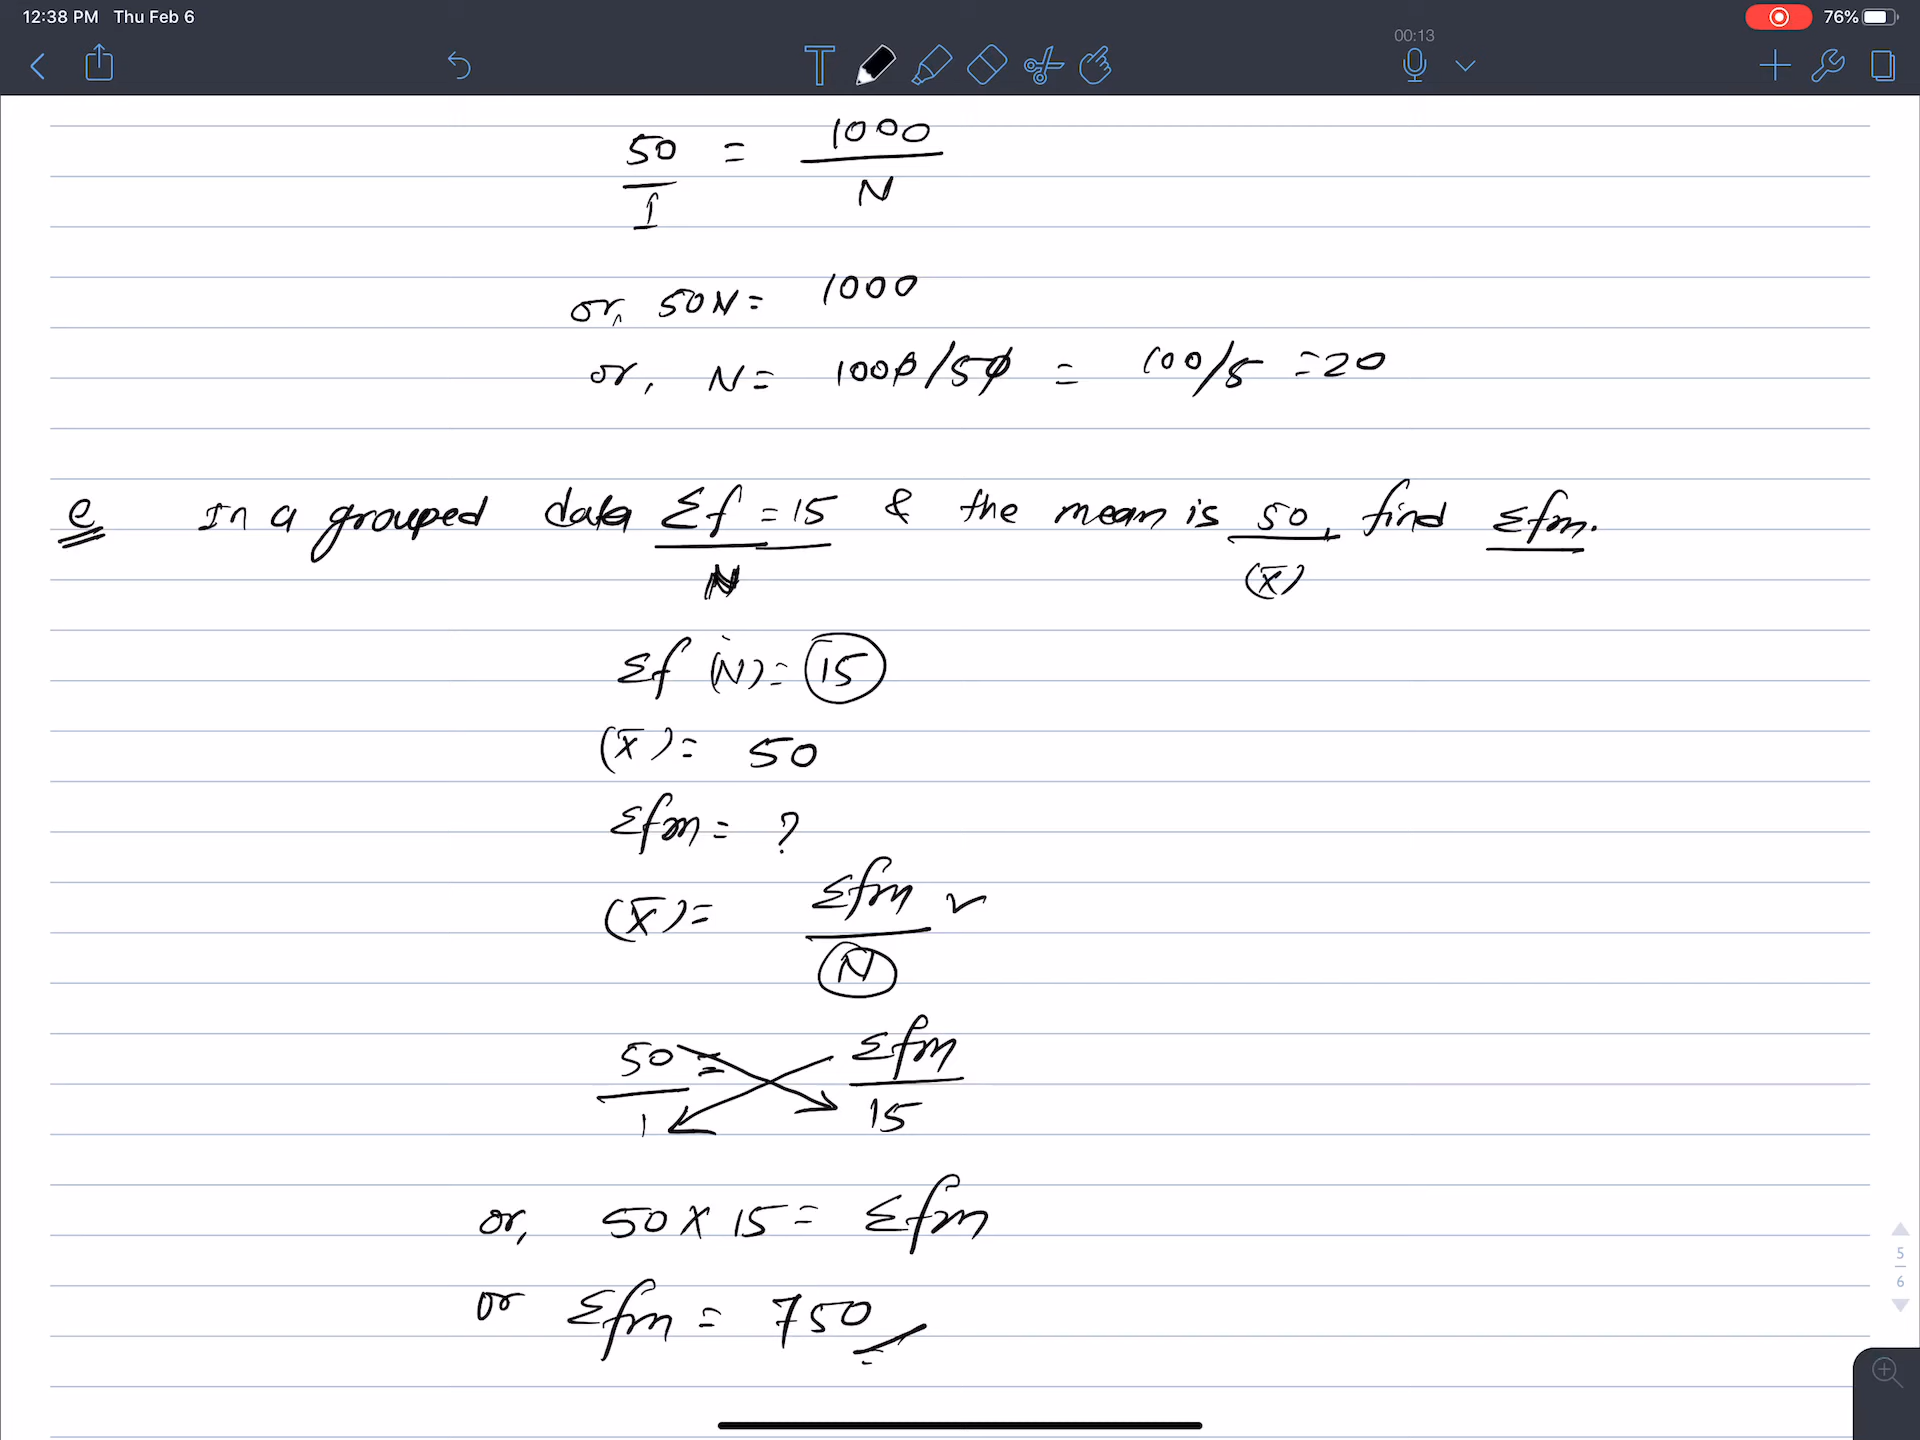 12:38 PM Thu Feb 6
76%
00:13
T
50 = 1000
1 N
or, 50N = 1000
or, N = 1000/50 = 100/5 = 20
e In a grouped data Σf = 15 & the mean is 50, find Σfm.
N (x̄)
Σf (N) = 15
(x̄) = 50
Σfm = ?
(x̄) = Σfm
N
50 = Σfm
1 15
or, 50 x 15 = Σfm
or Σfm = 750
5
6